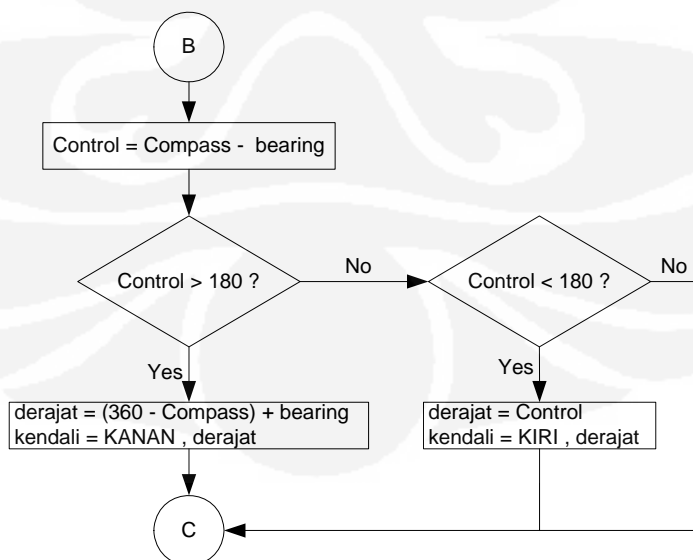 B
Control = Compass - bearing
Control > 180 ?
No
Control < 180 ?
No
Yes
Yes
derajat = (360 - Compass) + bearing
kendali = KANAN , derajat
derajat = Control
kendali = KIRI , derajat
C